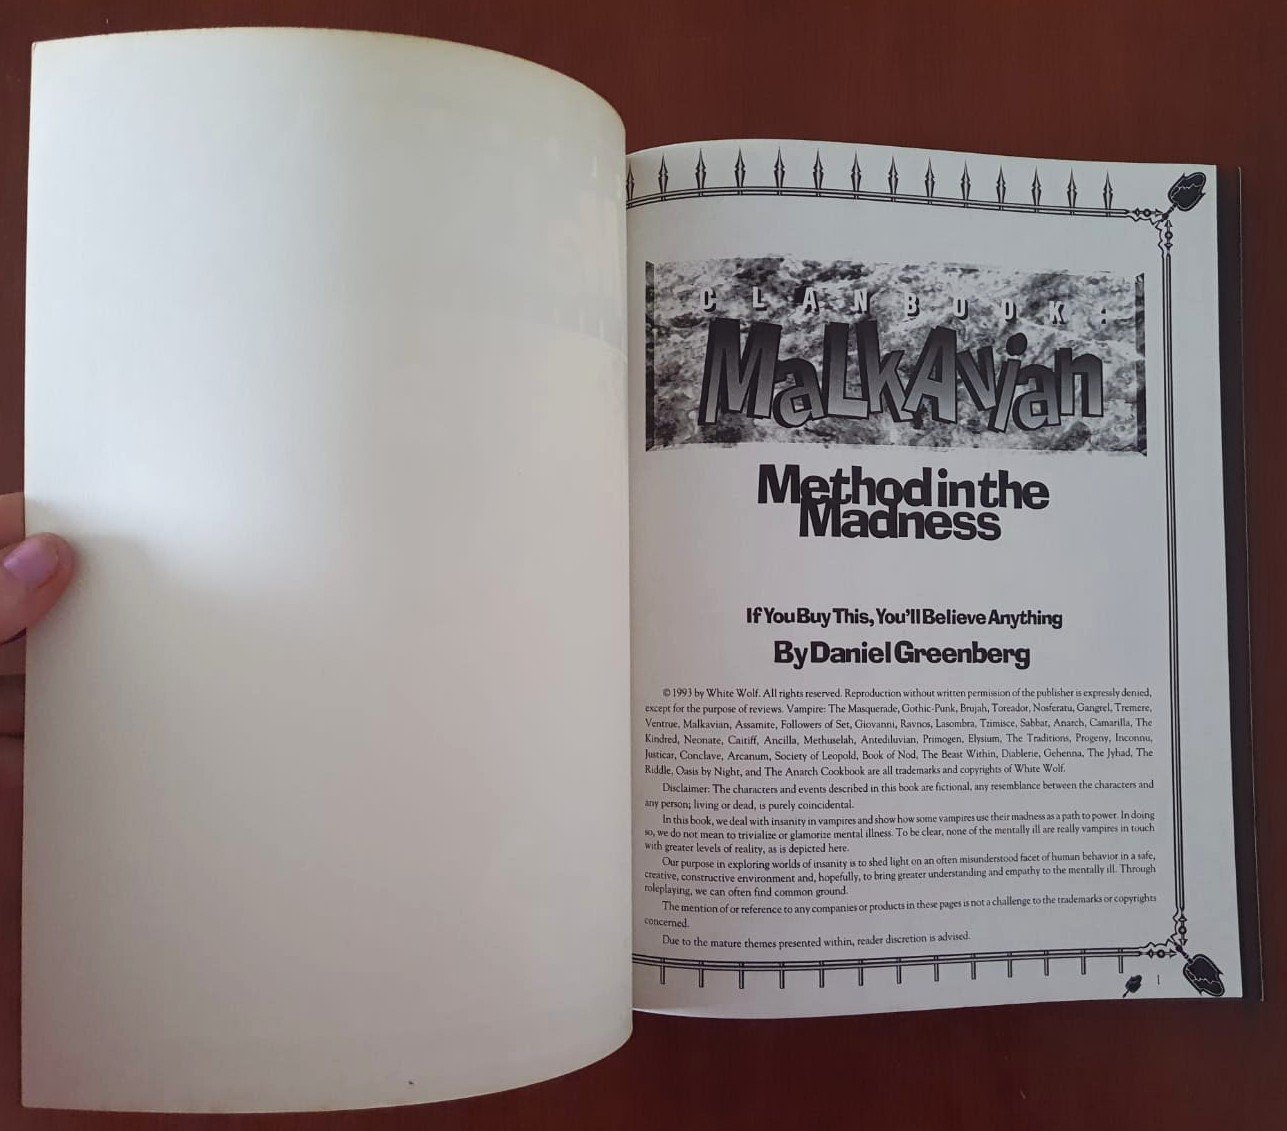 CLANBOOK:
MaLkAvian
Method in the
Madness
If You Buy This, You'll Believe Anything
By Daniel Greenberg
© 1993 by White Wolf. All rights reserved. Reproduction without written permission of the publisher is expressly denied,
except for the purpose of reviews. Vampire: The Masquerade, Gothic-Punk, Brujah, Toreador, Nosferatu, Gangrel, Tremere,
Ventrue, Malkavian, Assamite, Followers of Set, Giovanni, Ravnos, Lasombra, Tzimisce, Sabbat, Anarch, Camarilla, The
Kindred, Neonate, Caitiff, Ancilla, Methuselah, Antediluvian, Primogen, Elysium, The Traditions, Progeny, Inconnu,
Justicar, Conclave, Arcanum, Society of Leopold, Book of Nod, The Beast Within, Diablerie, Gehenna, The Jyhad, The
Riddle, Oasis by Night, and The Anarch Cookbook are all trademarks and copyrights of White Wolf.
Disclaimer: The characters and events described in this book are fictional, any resemblance between the characters and
any person; living or dead, is purely coincidental.
In this book, we deal with insanity in vampires and show how some vampires use their madness as a path to power. In doing
so, we do not mean to trivialize or glamorize mental illness. To be clear, none of the mentally ill are really vampires in touch
with greater levels of reality, as is depicted here.
Our purpose in exploring worlds of insanity is to shed light on an often misunderstood facet of human behavior in a safe,
creative, constructive environment and, hopefully, to bring greater understanding and empathy to the mentally ill. Through
roleplaying, we can often find common ground.
The mention of or reference to any companies or products in these pages is not a challenge to the trademarks or copyrights
concerned.
Due to the mature themes presented within, reader discretion is advised.
1